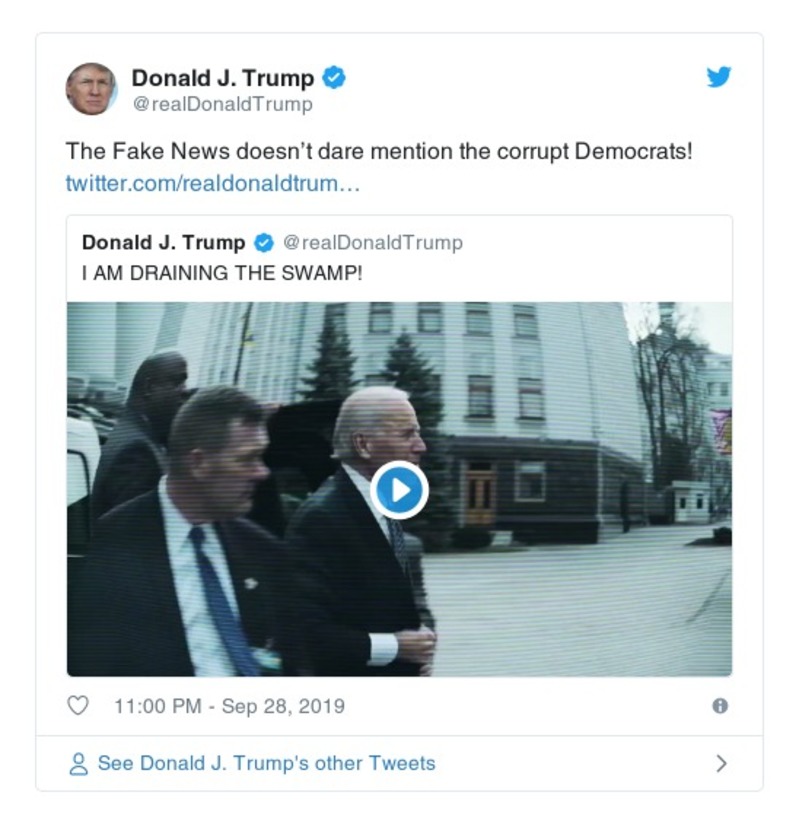 Donald J. Trump
@realDonaldTrump
The Fake News doesn’t dare mention the corrupt Democrats!
twitter.com/realdonaldtrum…
Donald J. Trump @realDonaldTrump
I AM DRAINING THE SWAMP!
11:00 PM - Sep 28, 2019
See Donald J. Trump's other Tweets